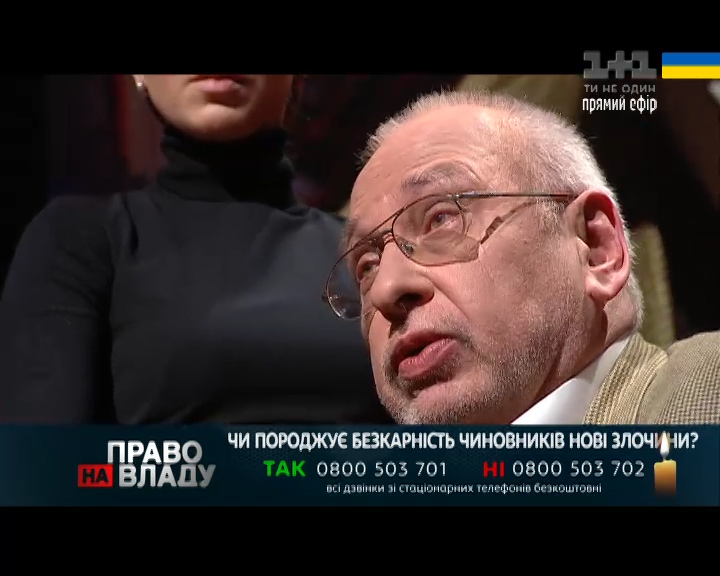 1+1
ТИ НЕ ОДИН
ПРЯМИЙ ЕФІР
ПРАВО
НА ВЛАДУ
ЧИ ПОРОДЖУЄ БЕЗКАРНІСТЬ ЧИНОВНИКІВ НОВІ ЗЛОЧИНИ?
ТАК 0800 503 701 НІ 0800 503 702
ВСІ ДЗВІНКИ ЗІ СТАЦІОНАРНИХ ТЕЛЕФОНІВ БЕЗКОШТОВНІ